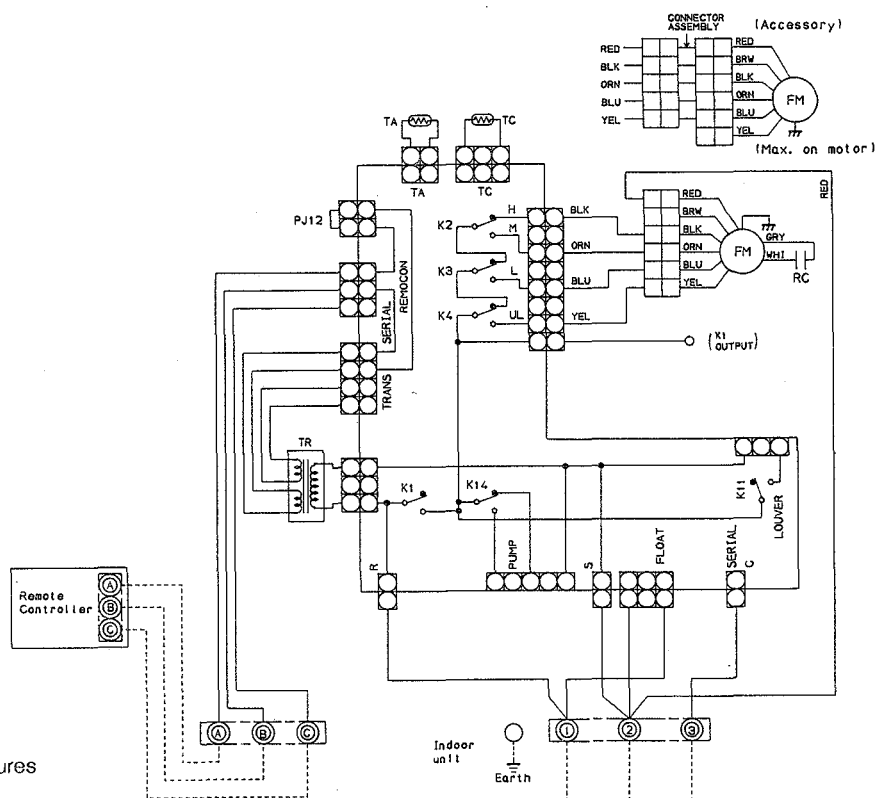 CONNECTOR
ASSEMBLY
(Accessory)
RED
BLK
ORN
BLU
YEL
RED
BRW
BLK
ORN
BLU
YEL
FM
(Max. on motor)
TA
TC
TA
TC
PJ12
REMOCON
SERIAL
TRANS
TR
K2
K3
K4
H
M
L
UL
BLK
ORN
BLU
YEL
RED
BRW
BLK
ORN
BLU
YEL
FM
GRY
WHI
RC
RED
(K1
OUTPUT)
K1
K14
K11
LOUVER
R
PUMP
S
FLOAT
SERIAL
C
Remote
Controller
A
B
C
A
B
C
Indoor
unit
Earth
1
2
3
ures